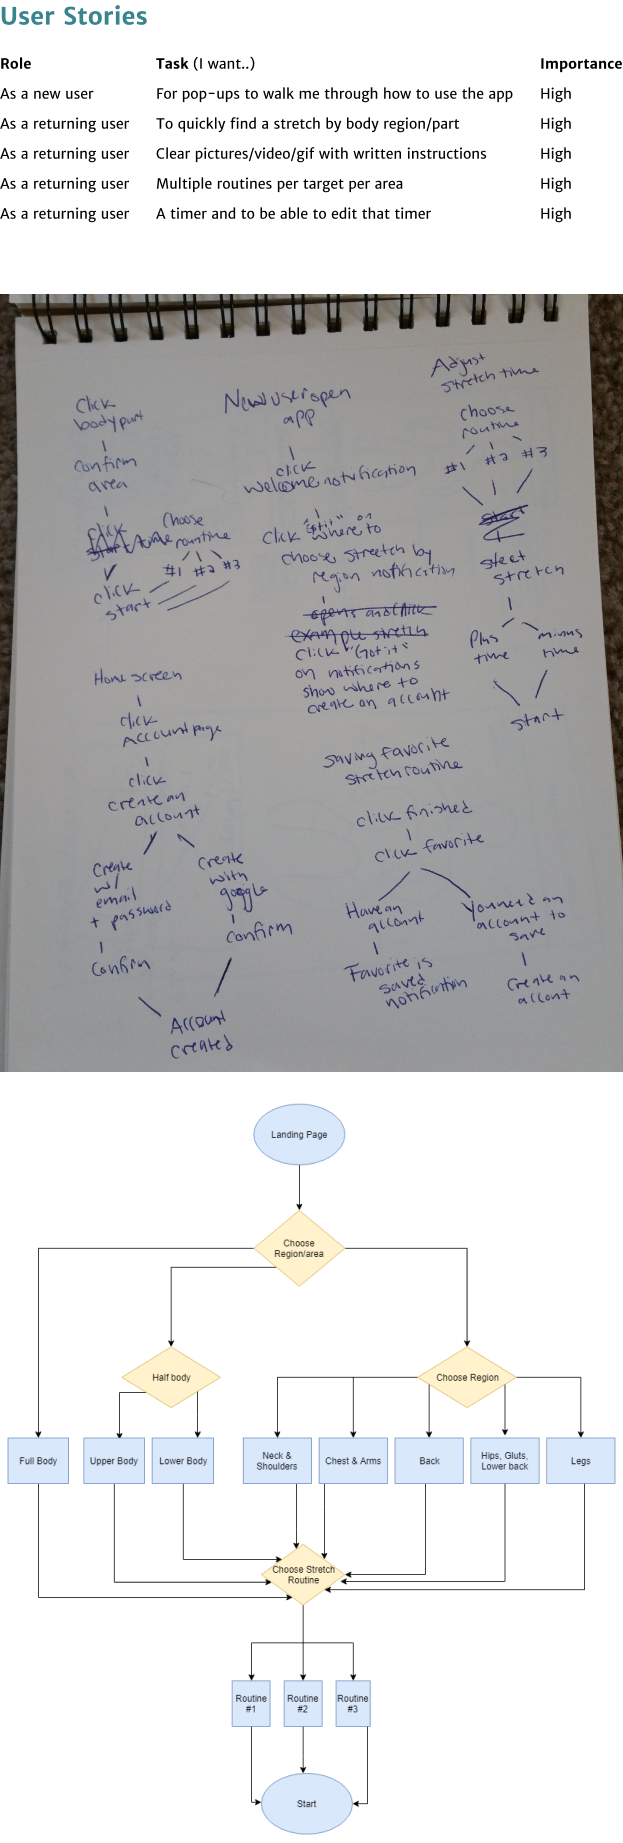 User Stories
Role Task (I want..) Importance
As a new user For pop-ups to walk me through how to use the app High
As a returning user To quickly find a stretch by body region/part High
As a returning user Clear pictures/video/gif with written instructions High
As a returning user Multiple routines per target per area High
As a returning user A timer and to be able to edit that timer High
Click
body part
confirm
area
click
time
Choose
routine
#1 #2 #3
click
start
New user open
app
click
welcome notification
Click "gotit" on
where to
choose stretch by
region notification
opens and click
example stretch
click "Got it"
on notifications
show where to
create an account
Adjust
stretch time
choose
routine
#1 #2 #3
start
slect
stretch
Plus
time
minus
time
start
Home screen
click
Account page
click
create an
account
Create
w/
email
+ password
Confirm
Create
with
google
confirm
Account
created
Saving favorite
stretch routine
click finished
click favorite
Have an
account
Favorite is
saved
notification
You need an
account to
save
Create an
accont
Landing Page
Choose
Region/area
Half body
Choose Region
Full Body
Upper Body
Lower Body
Neck &
Shoulders
Chest & Arms
Back
Hips, Gluts,
Lower back
Legs
Choose Stretch
Routine
Routine
#1
Routine
#2
Routine
#3
Start